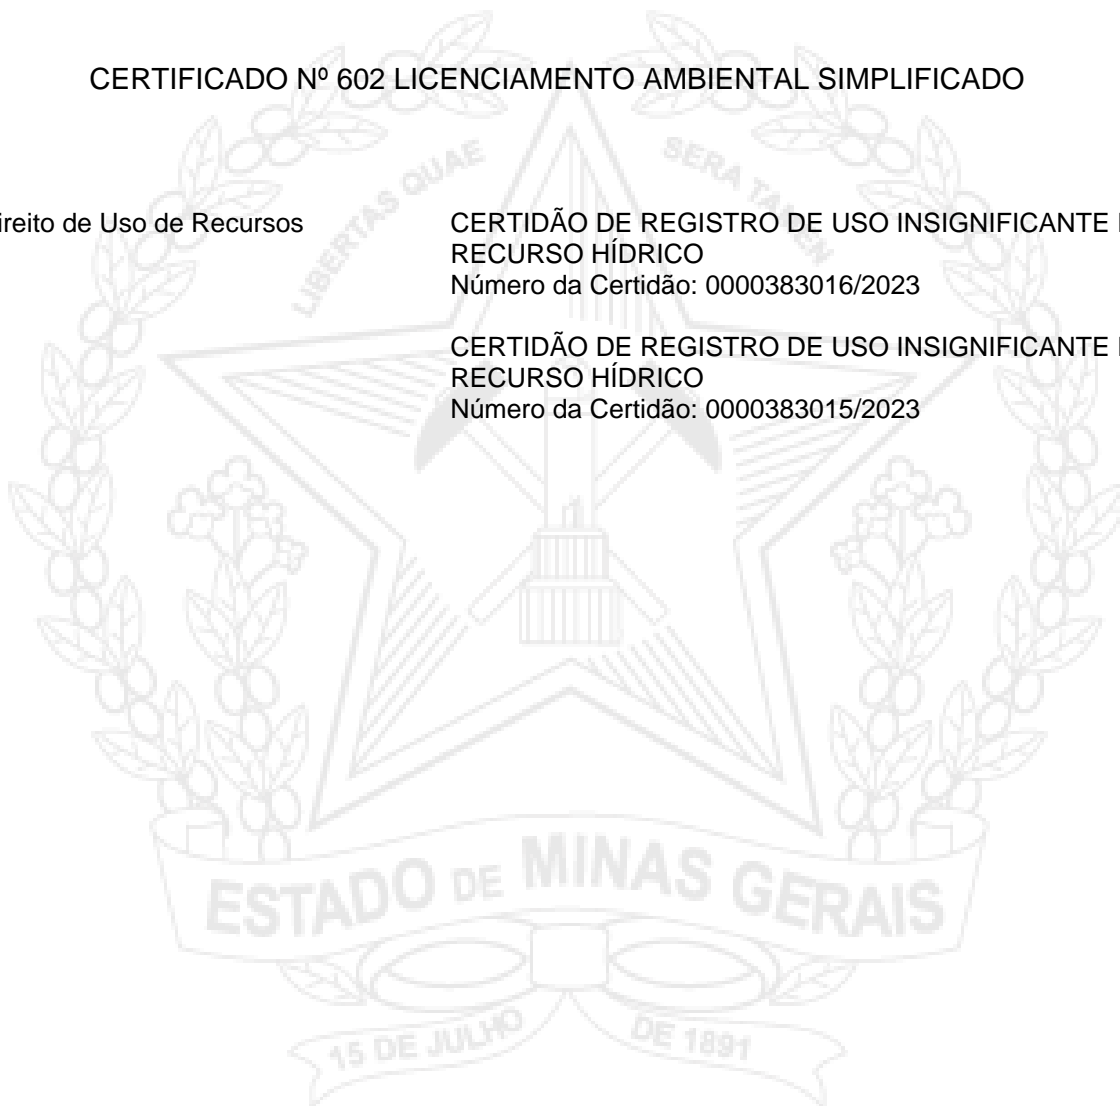 CERTIFICADO Nº 602 LICENCIAMENTO AMBIENTAL SIMPLIFICADO
LIBERTAS QUAE SERA TAMEN
ireito de Uso de Recursos
CERTIDÃO DE REGISTRO DE USO INSIGNIFICANTE
RECURSO HÍDRICO
Número da Certidão: 0000383016/2023
CERTIDÃO DE REGISTRO DE USO INSIGNIFICANTE
RECURSO HÍDRICO
Número da Certidão: 0000383015/2023
ESTADO DE MINAS GERAIS
15 DE JULHO DE 1891